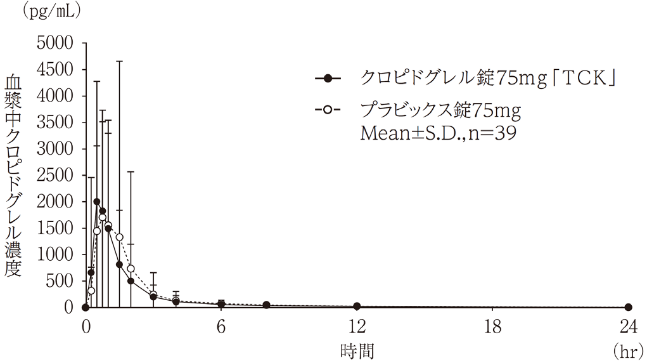 (pg/mL)
5000
4500
4000
3500
3000
2500
2000
1500
1000
500
0
血漿中クロピドグレル濃度
クロピドグレル錠75mg「TCK」
プラビックス錠75mg
Mean±S.D.,n=39
0 6 12 18 24
時間 (hr)